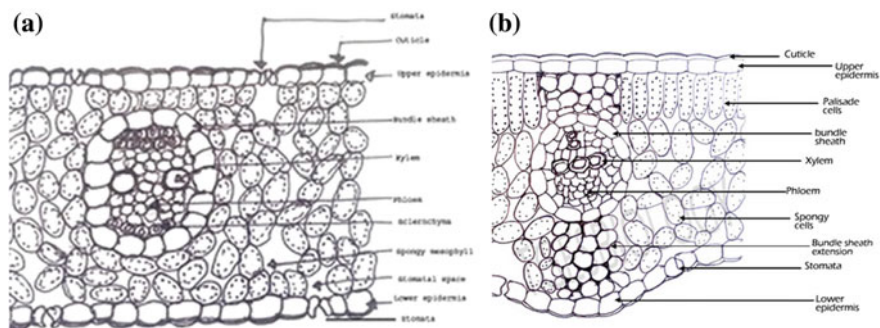 (a)
Stomata
Cuticle
Upper epidermis
Bundle sheath
Xylem
Phloem
Sclerenchyma
Spongy mesophyll
Stomatal space
Lower epidermis
Stomata
(b)
Cuticle
Upper
epidermis
Palisade
cells
bundle
sheath
Xylem
Phloem
Spongy
cells
Bundle sheath
extension
Stomata
Lower
epidermis